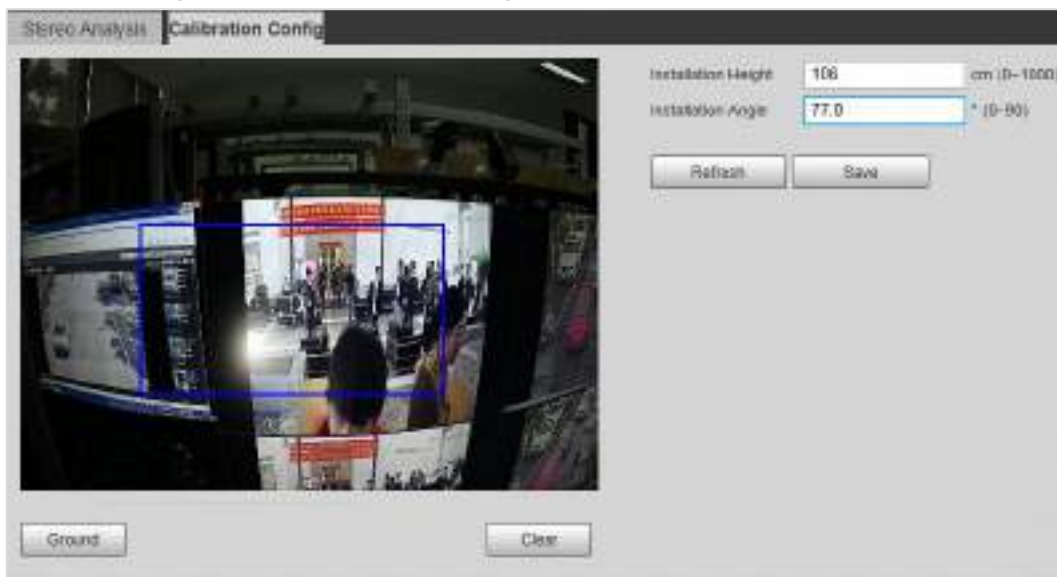 Stereo Analysis Calibration Config
Installation Height 106 cm (0~1000)
Installation Angle 77.0 ° (0~90)
Refresh Save
Ground Clear